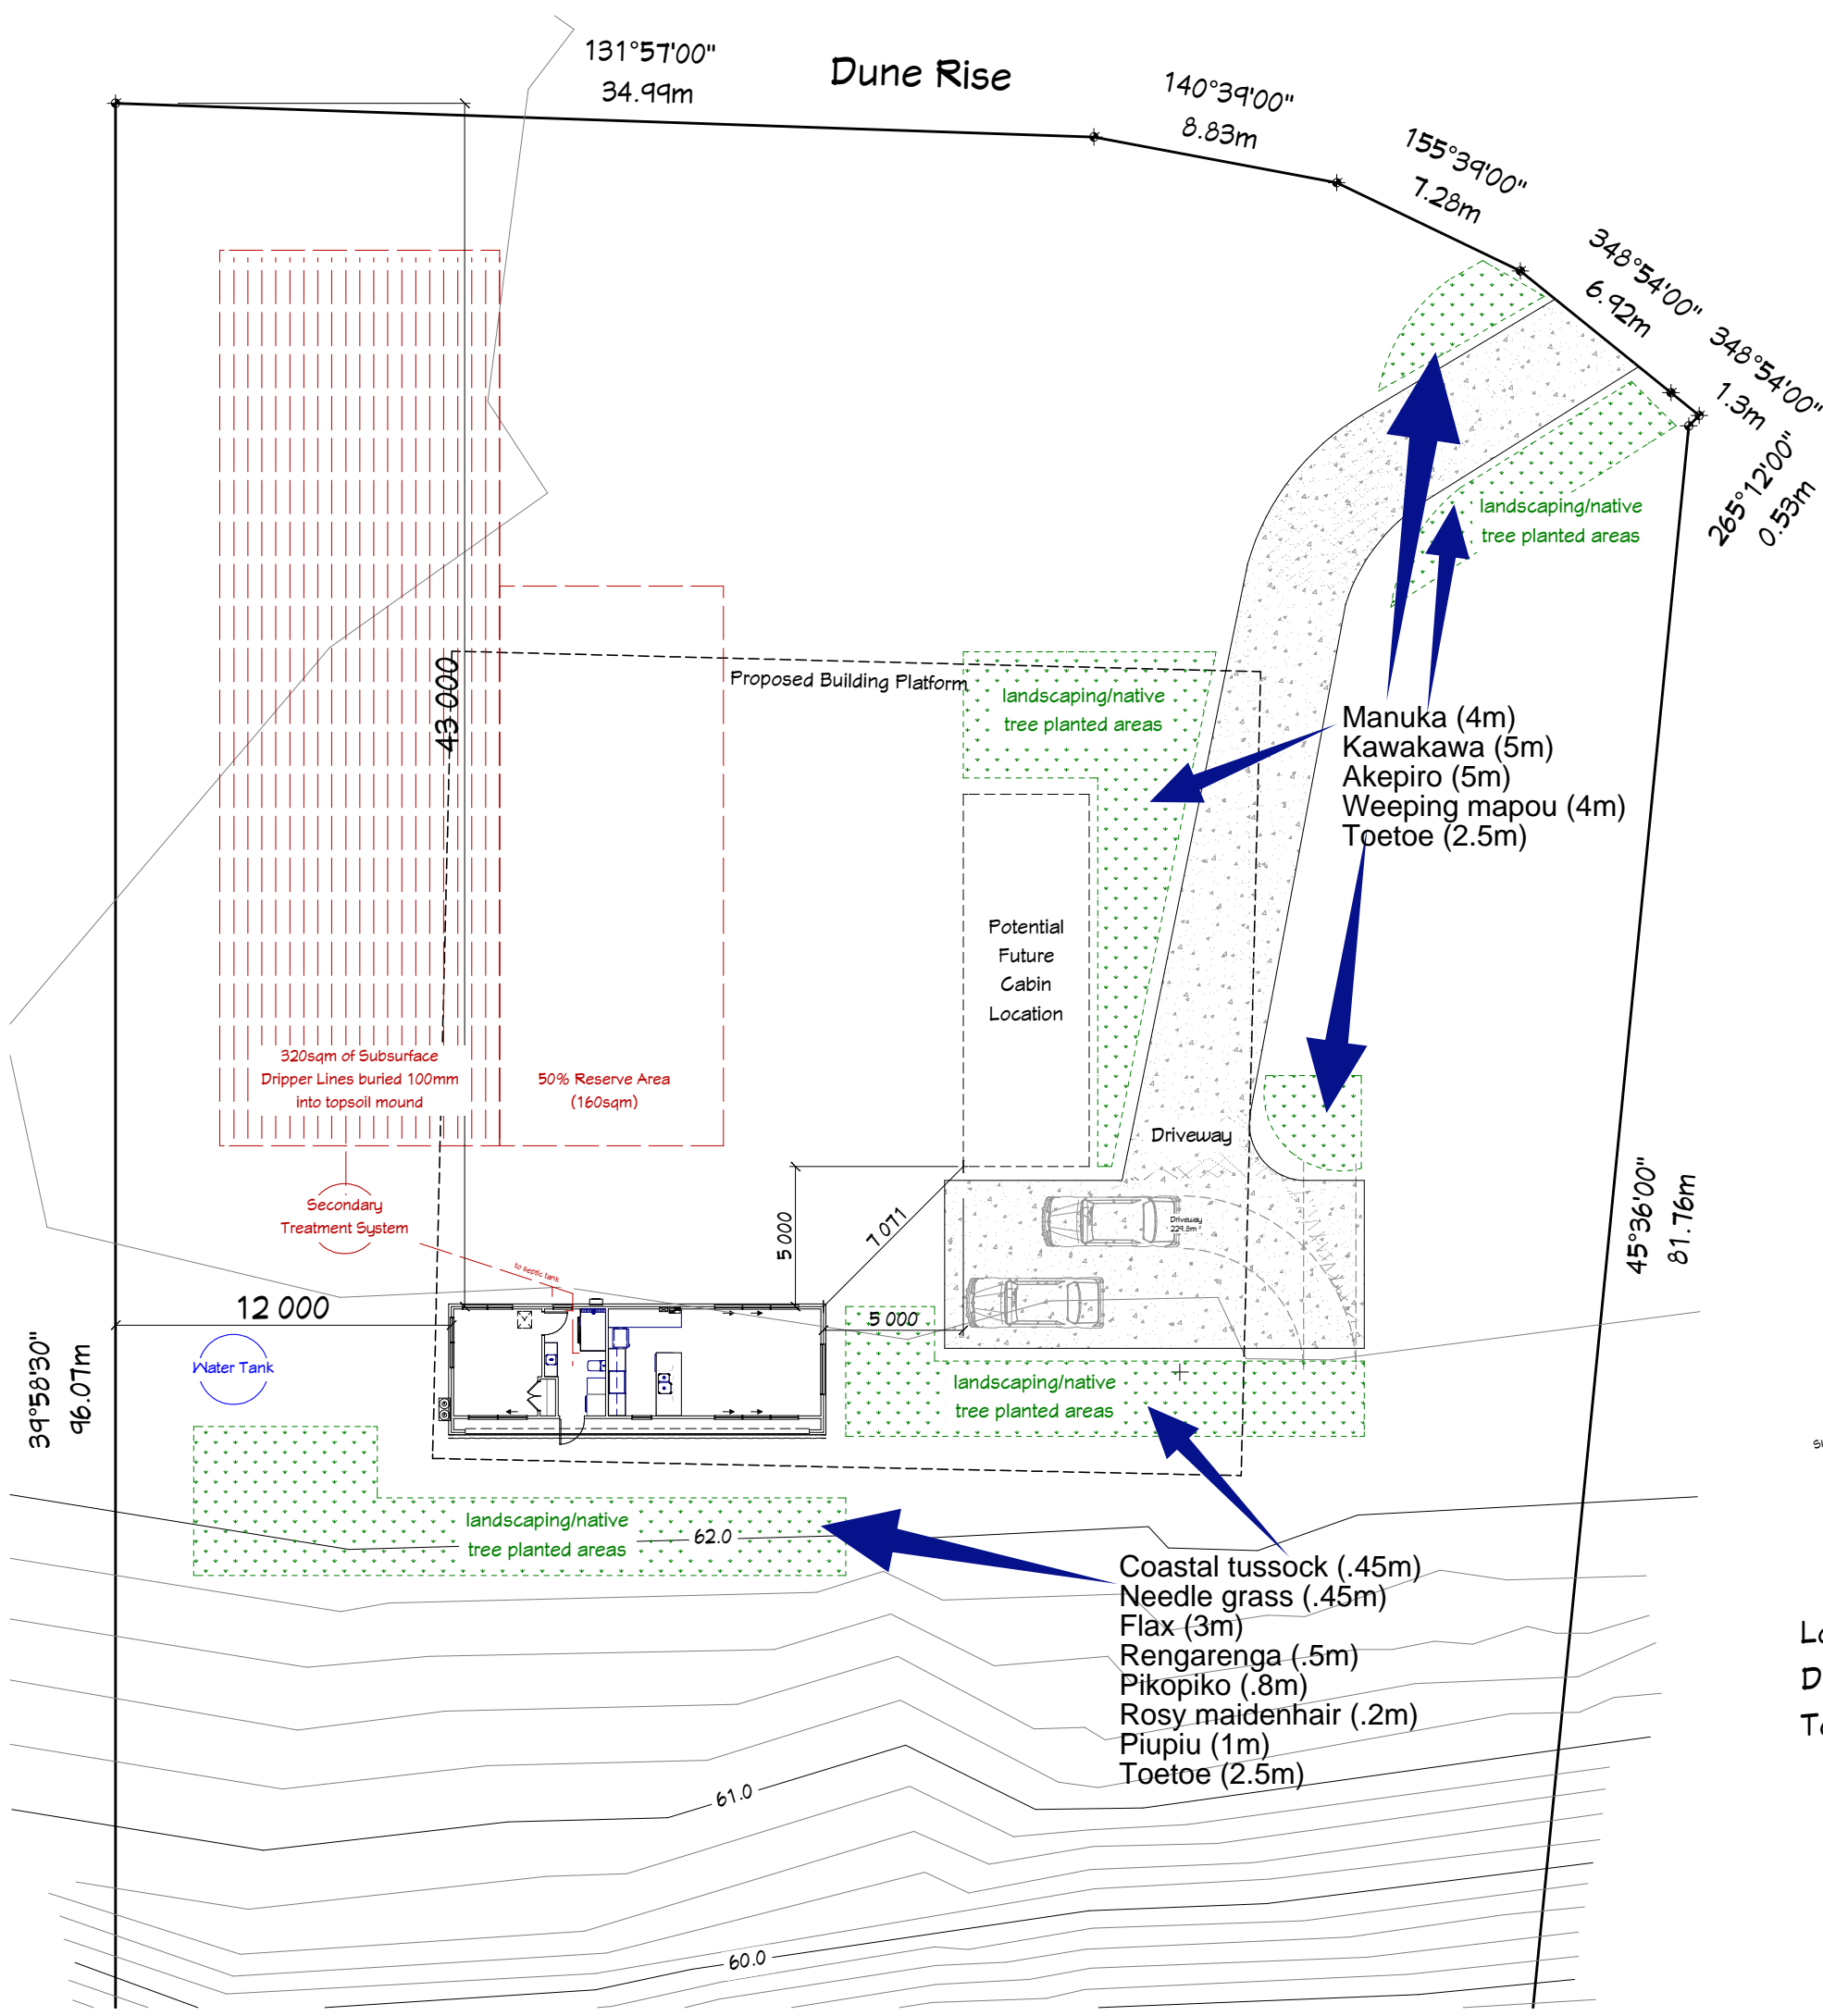 131°57'00"
34.99m
Dune Rise
140°39'00"
8.83m
155°39'00"
7.28m
348°54'00"
6.92m
348°54'00"
1.3m
265°12'00"
0.53m
landscaping/native
tree planted areas
43 000
Proposed Building Platform
landscaping/native
tree planted areas
Manuka (4m)
Kawakawa (5m)
Akepiro (5m)
Weeping mapou (4m)
Toetoe (2.5m)
Potential
Future
Cabin
Location
320sqm of Subsurface
Dripper Lines buried 100mm
into topsoil mound
50% Reserve Area
(160sqm)
Driveway
Secondary
Treatment System
to septic tank
5 000
7.071
Driveway
45°36'00"
81.76m
12 000
5 000
Water Tank
39°58'30"
96.07m
landscaping/native
tree planted areas
landscaping/native
tree planted areas
62.0
Coastal tussock (.45m)
Needle grass (.45m)
Flax (3m)
Rengarenga (.5m)
Pikopiko (.8m)
Rosy maidenhair (.2m)
Piupiu (1m)
Toetoe (2.5m)
61.0
60.0